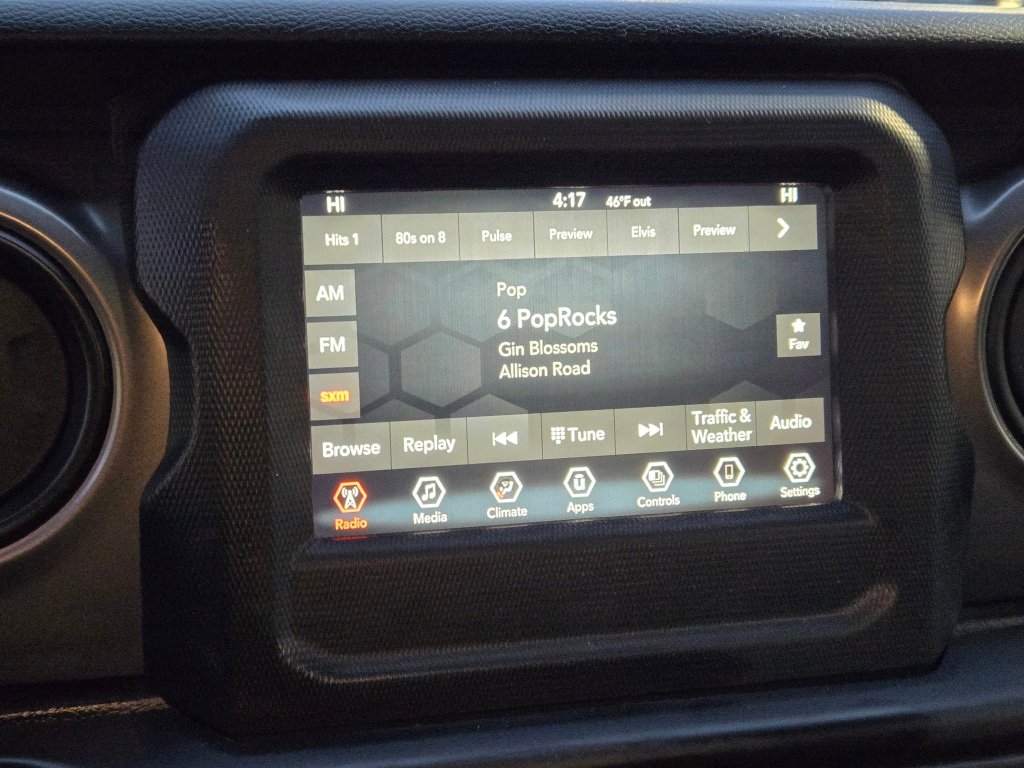 HI 4:17 46°F out HI
Hits 1 80s on 8 Pulse Preview Elvis Preview
AM
Pop
6 PopRocks
FM
Gin Blossoms
Allison Road
Fav
sxm
Browse Replay Tune Traffic & Weather Audio
Radio Media Climate Apps Controls Phone Settings